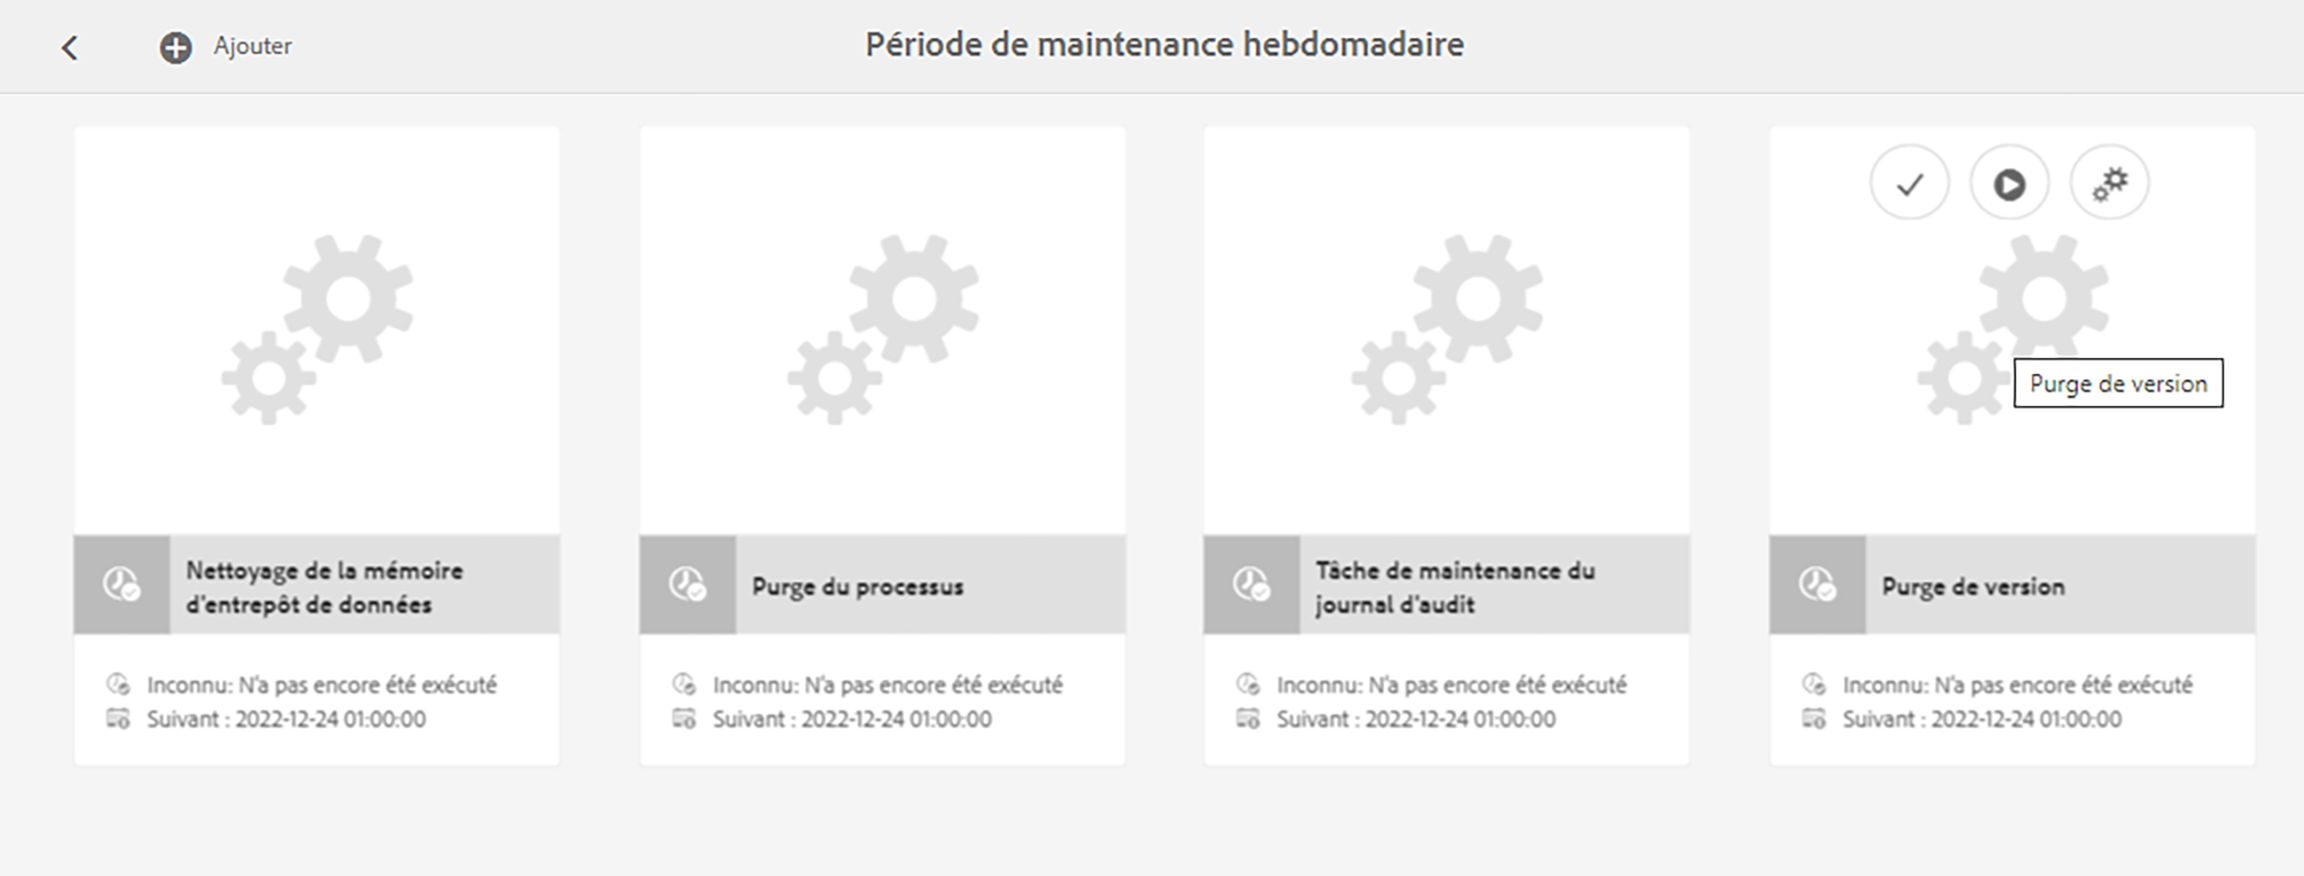 Ajouter
Période de maintenance hebdomadaire
Purge de version
Nettoyage de la mémoire
d'entrepôt de données
Inconnu: N'a pas encore été exécuté
Suivant : 2022-12-24 01:00:00
Purge du processus
Inconnu: N'a pas encore été exécuté
Suivant : 2022-12-24 01:00:00
Tâche de maintenance du
journal d'audit
Inconnu: N'a pas encore été exécuté
Suivant : 2022-12-24 01:00:00
Purge de version
Inconnu: N'a pas encore été exécuté
Suivant : 2022-12-24 01:00:00